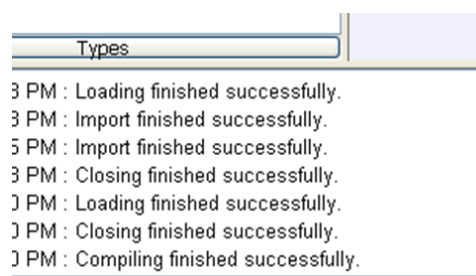 Types
PM : Loading finished successfully.
PM : Import finished successfully.
PM : Import finished successfully.
PM : Closing finished successfully.
PM : Loading finished successfully.
PM : Closing finished successfully.
PM : Compiling finished successfully.